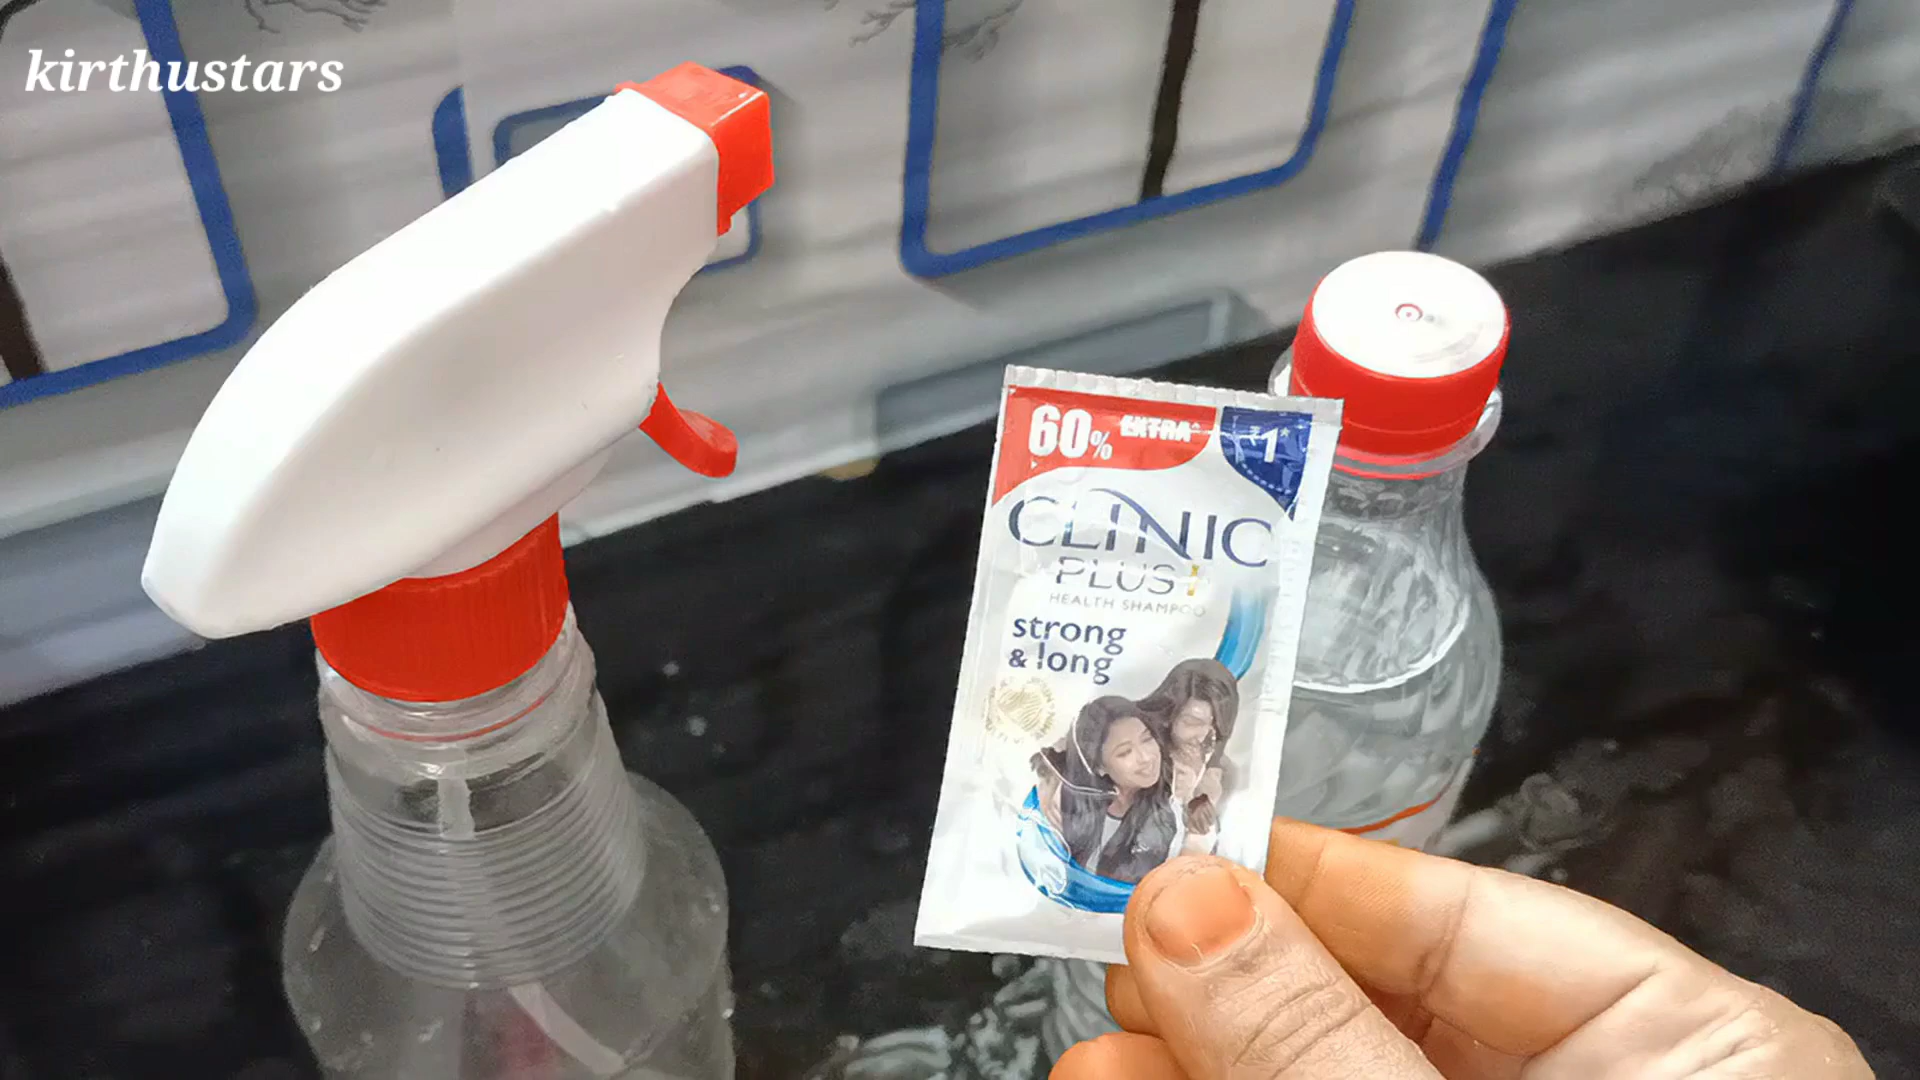 kirthustars
60% EXTRA^
₹1*
CLINIC
PLUS+
HEALTH SHAMPOO
strong
& long